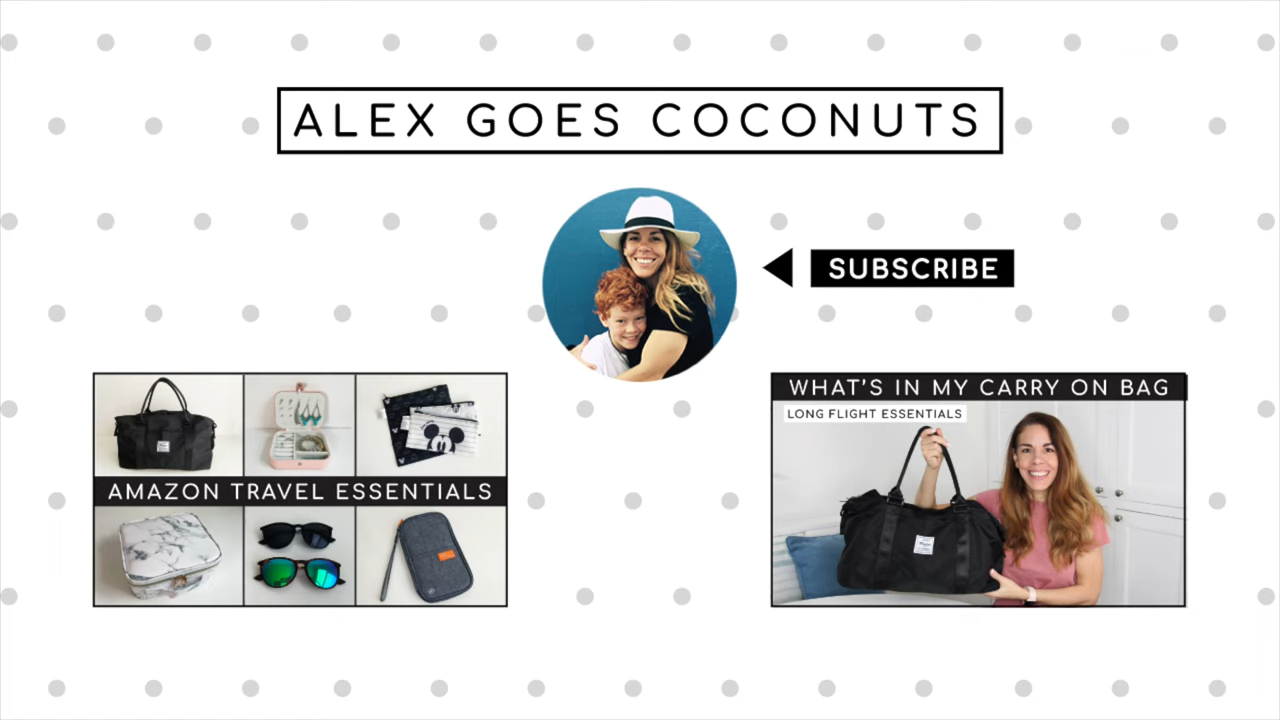 ALEX GOES COCONUTS
SUBSCRIBE
AMAZON TRAVEL ESSENTIALS
WHAT'S IN MY CARRY ON BAG
LONG FLIGHT ESSENTIALS